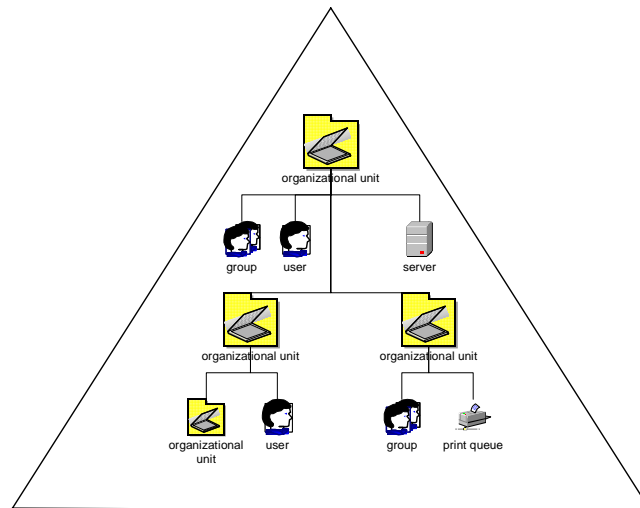 organizational unit
group
user
server
organizational unit
organizational unit
organizational
unit
user
group
print queue